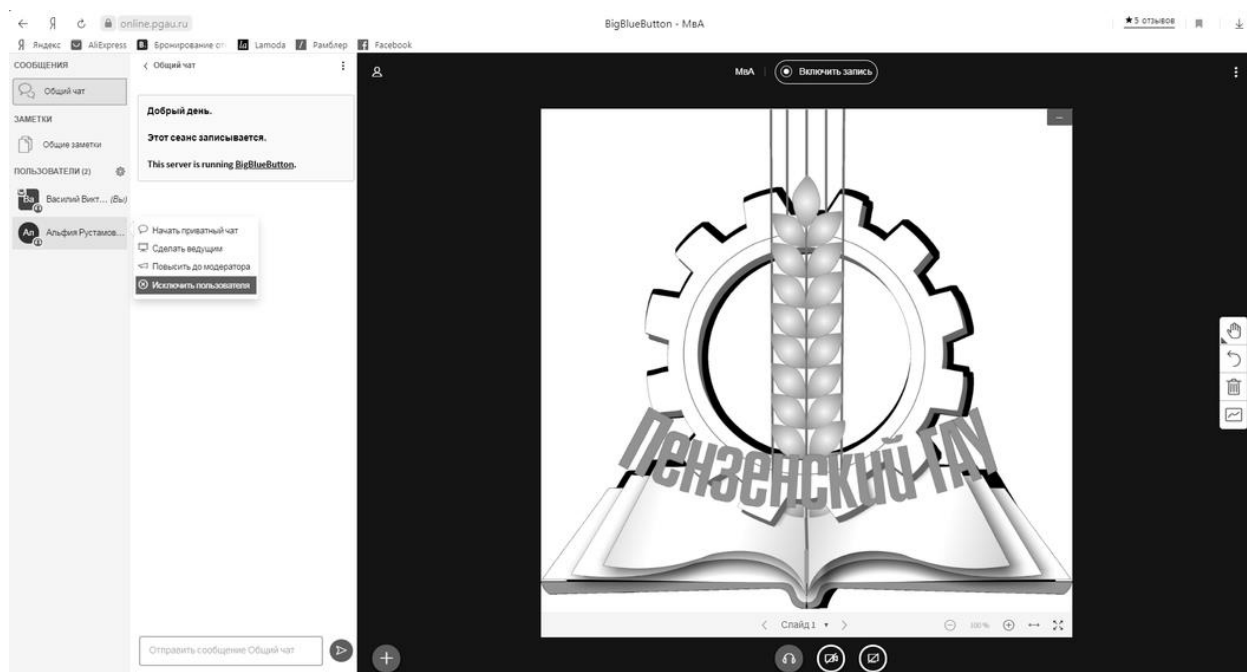 online.pgau.ru
BigBlueButton - МвА
★5 отзывов
Яндекс
AliExpress
Бронирование от
Lamoda
Рамблер
Facebook
СООБЩЕНИЯ
Общий чат
ЗАМЕТКИ
Общие заметки
ПОЛЬЗОВАТЕЛИ (2)
Ва Василий Викт... (Вы)
Ал Альфия Рустамов...
Общий чат
Добрый день.
Этот сеанс записывается.
This server is running BigBlueButton.
Начать приватный чат
Сделать ведущим
Повысить до модератора
Исключить пользователя
Отправить сообщение Общий чат
МвА
Включить запись
Пензенский ГАУ
Слайд 1
100%